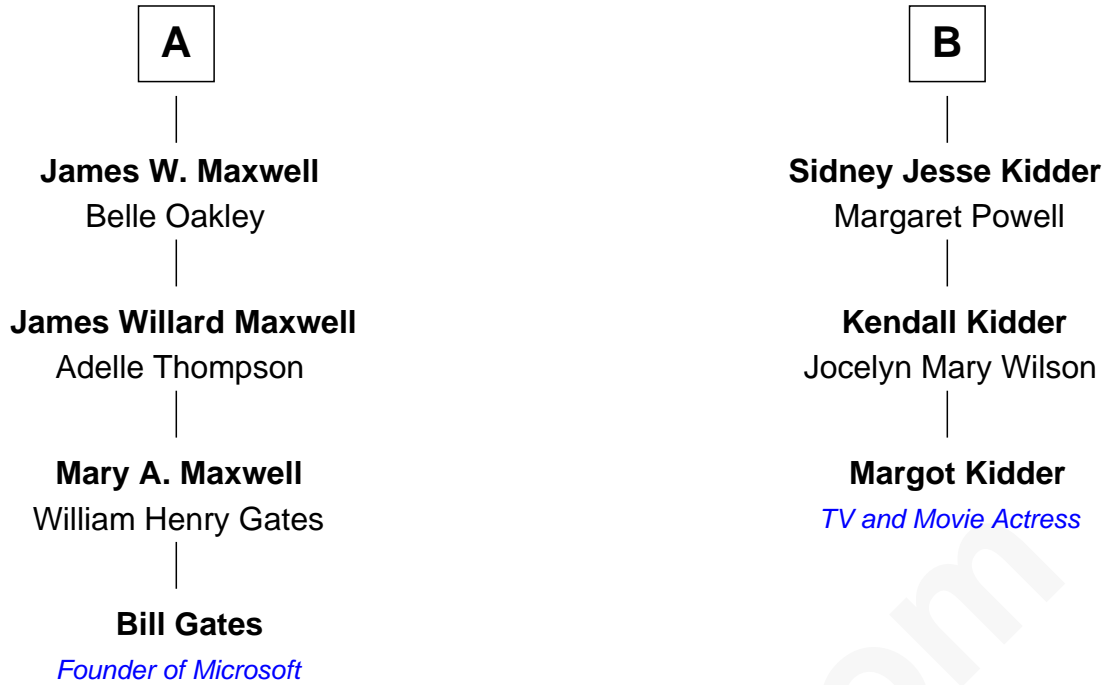 A
James W. Maxwell
Belle Oakley
James Willard Maxwell
Adelle Thompson
Mary A. Maxwell
William Henry Gates
Bill Gates
Founder of Microsoft
B
Sidney Jesse Kidder
Margaret Powell
Kendall Kidder
Jocelyn Mary Wilson
Margot Kidder
TV and Movie Actress
om